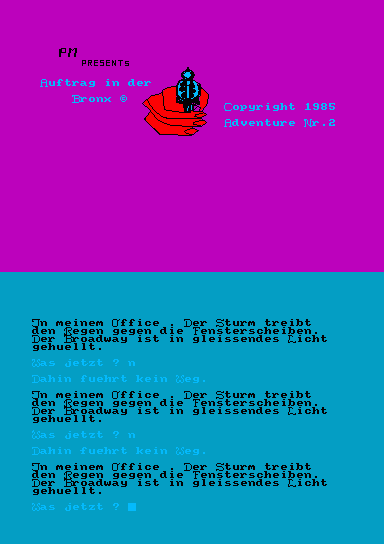 PM
PRESENTs
Auftrag in der
Bronx ©
Copyright 1985
Adventure Nr.2
In meinem Office . Der Sturm treibt
den Regen gegen die Fensterscheiben.
Der Broadway ist in gleissendes Licht
gehuellt.
Was jetzt ? n
Dahin fuehrt kein Weg.
In meinem Office . Der Sturm treibt
den Regen gegen die Fensterscheiben.
Der Broadway ist in gleissendes Licht
gehuellt.
Was jetzt ? n
Dahin fuehrt kein Weg.
In meinem Office . Der Sturm treibt
den Regen gegen die Fensterscheiben.
Der Broadway ist in gleissendes Licht
gehuellt.
Was jetzt ?